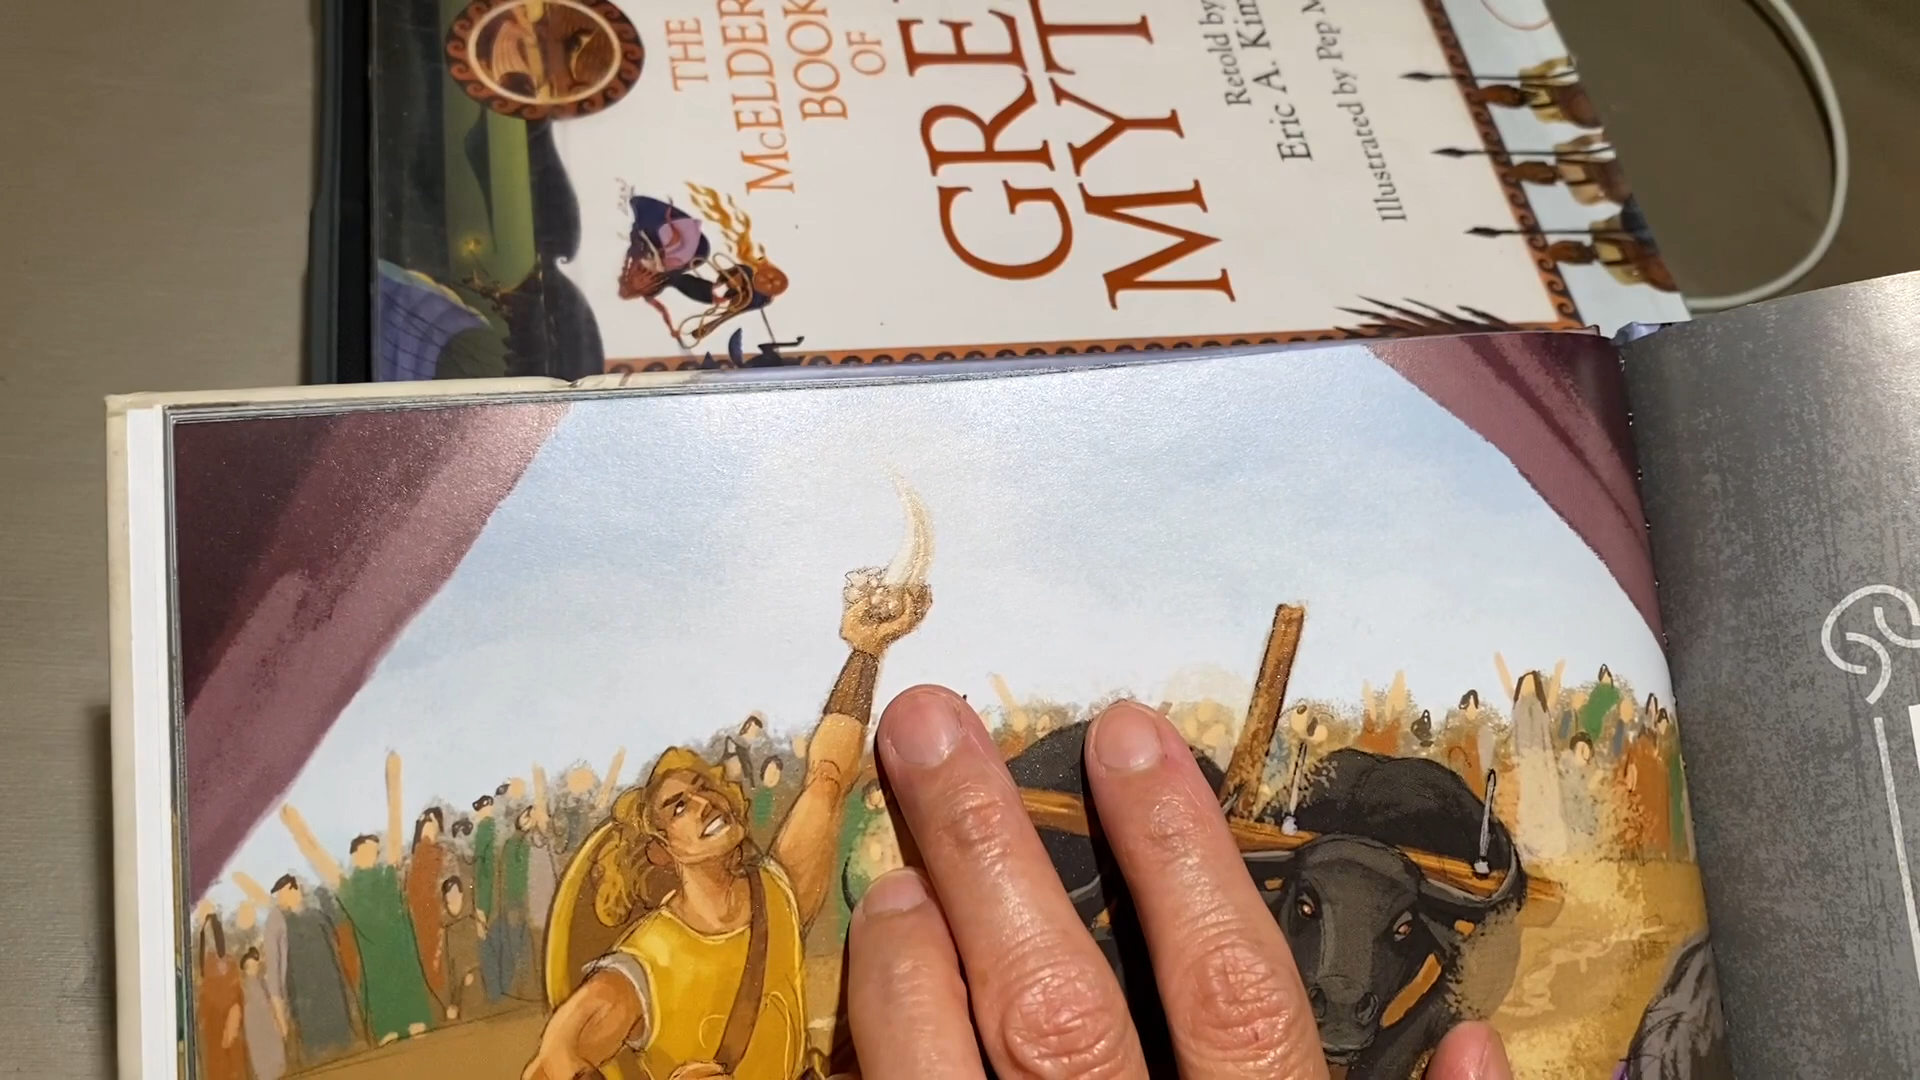 THE
McELDER
BOOK
OF
GRE
MYT
Retold by
Eric A. Kim
Illustrated by Pep M